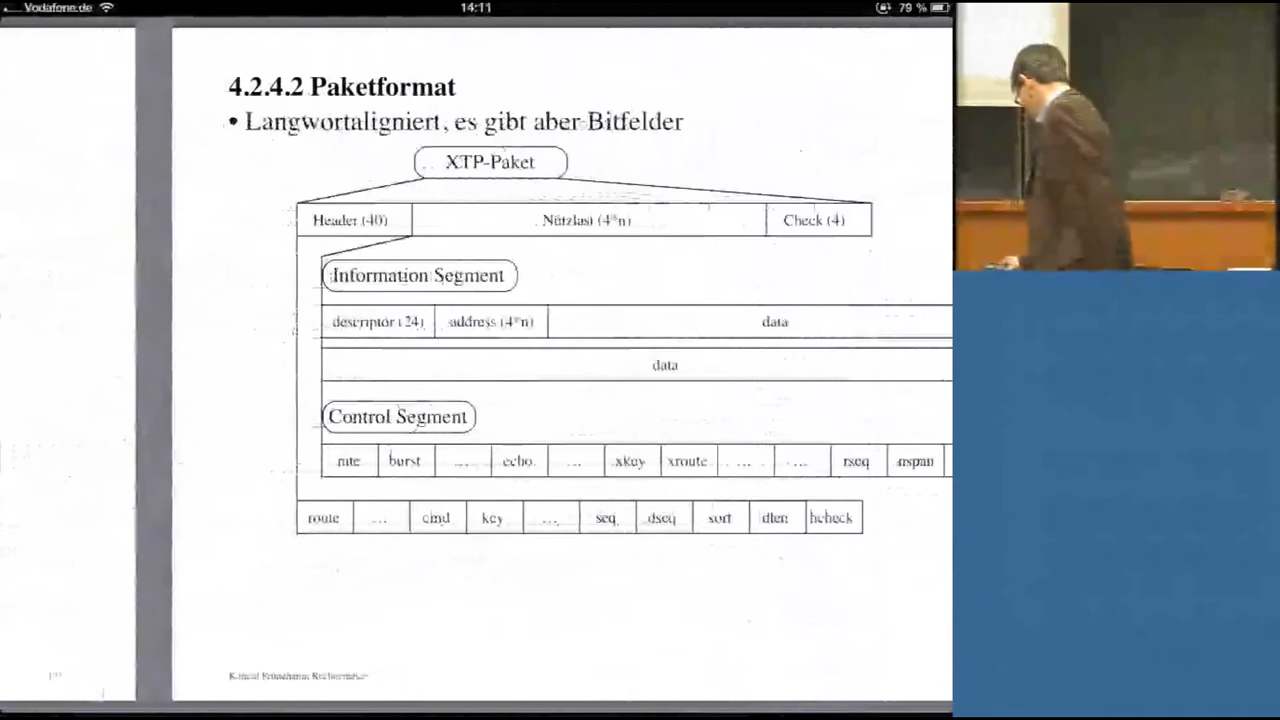 Vodafone.de 14:11 79 %
4.2.4.2 Paketformat
• Langwortaligniert, es gibt aber Bitfelder
XTP-Paket
Header (40) Nutzlast (4*n) Check (4)
Information Segment
descriptor (24) address (4*n) data
data
Control Segment
rate burst ... echo ... xkey xroute ... ... rseq nspan
route ... cmd key ... seq dseq sort dlen hcheck